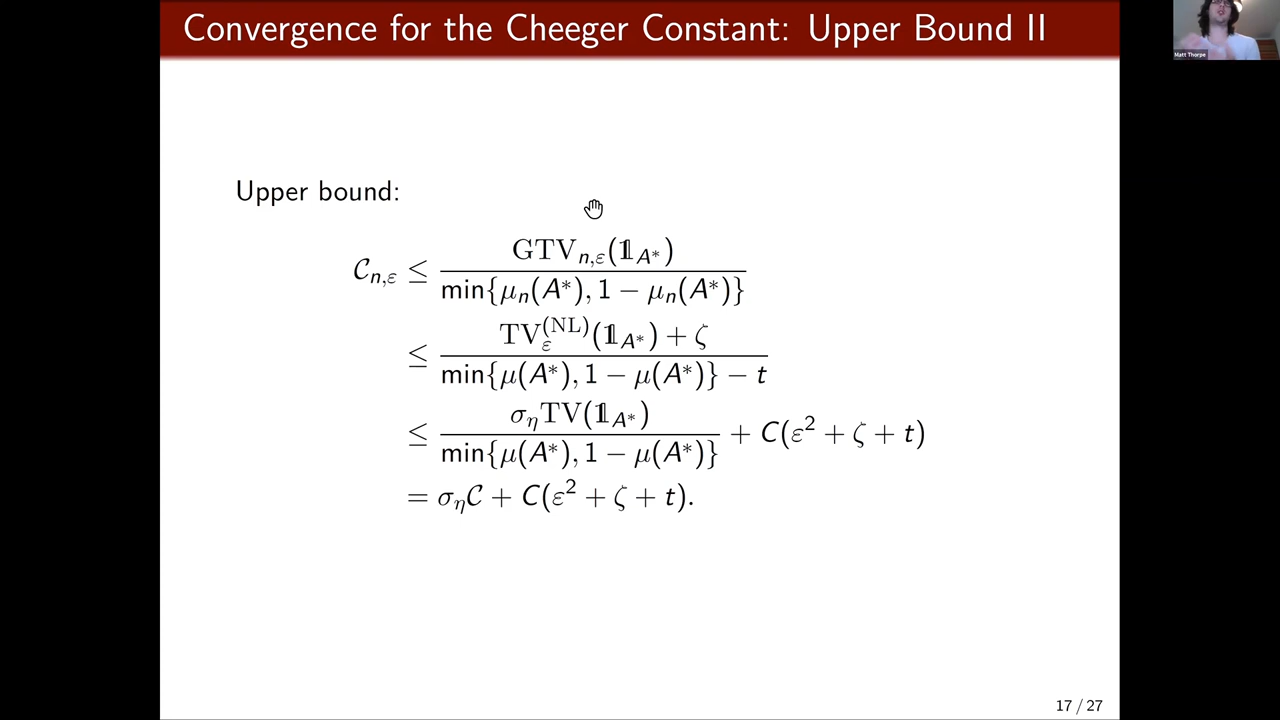 Convergence for the Cheeger Constant: Upper Bound II
Matt Thorpe
Upper bound:
𝒞_{n,ε} ≤ GTV_{n,ε}(𝟙_{A*}) / min{μ_n(A*), 1 − μ_n(A*)}
≤ (TV_ε^{(NL)}(𝟙_{A*}) + ζ) / (min{μ(A*), 1 − μ(A*)} − t)
≤ σ_η TV(𝟙_{A*}) / min{μ(A*), 1 − μ(A*)} + C(ε² + ζ + t)
= σ_η 𝒞 + C(ε² + ζ + t).
17 / 27